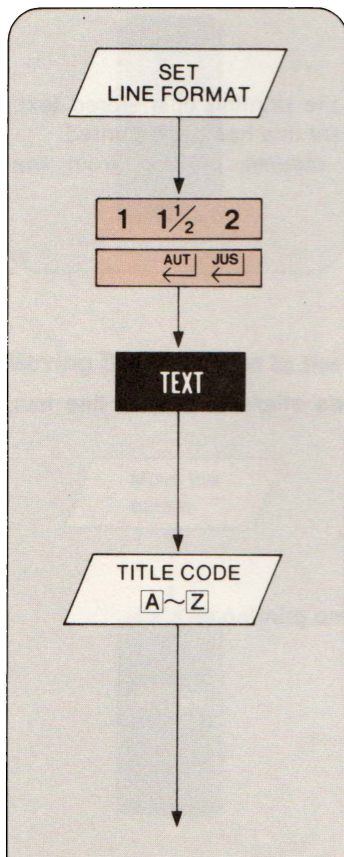 SET
LINE FORMAT
1 1½ 2
AUT JUS
TEXT
TITLE CODE
A~Z